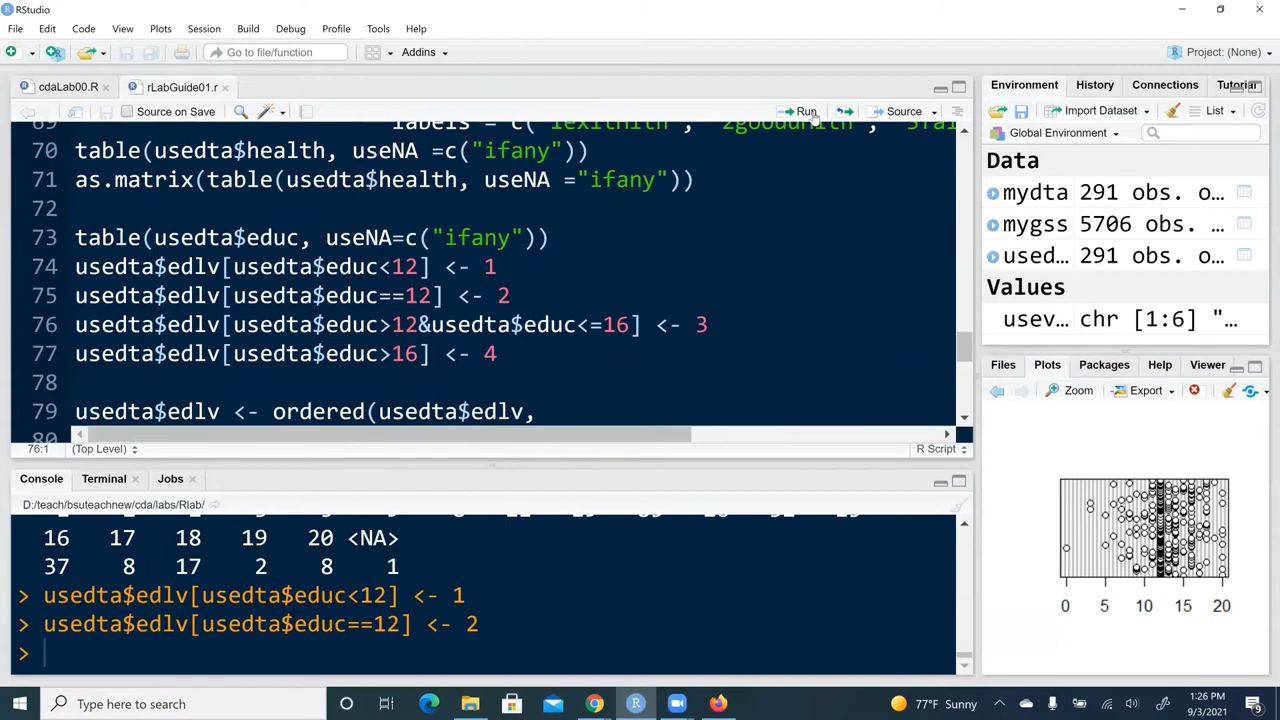 RStudio
File Edit Code View Plots Session Build Debug Profile Tools Help
Go to file/function Addins Project: (None)
cdaLab00.R rLabGuide01.r
Source on Save Run Source
69 labels = c(
70 table(usedta$health, useNA =c("ifany"))
71 as.matrix(table(usedta$health, useNA ="ifany"))
72
73 table(usedta$educ, useNA=c("ifany"))
74 usedta$edlv[usedta$educ<12] <- 1
75 usedta$edlv[usedta$educ==12] <- 2
76 usedta$edlv[usedta$educ>12&usedta$educ<=16] <- 3
77 usedta$edlv[usedta$educ>16] <- 4
78
79 usedta$edlv <- ordered(usedta$edlv,
80
76:1 (Top Level) R Script
Console Terminal Jobs
D:/teach/bsuteachnew/cda/labs/Rlab/
16 17 18 19 20 <NA>
37 8 17 2 8 1
> usedta$edlv[usedta$educ<12] <- 1
> usedta$edlv[usedta$educ==12] <- 2
>
Environment History Connections Tutorial
Import Dataset List
Global Environment
Data
mydta 291 obs. o...
mygss 5706 obs. ...
used... 291 obs. o...
Values
usev... chr [1:6] "...
Files Plots Packages Help Viewer
Zoom Export
0 5 10 15 20
Type here to search
77°F Sunny
1:26 PM
9/3/2021